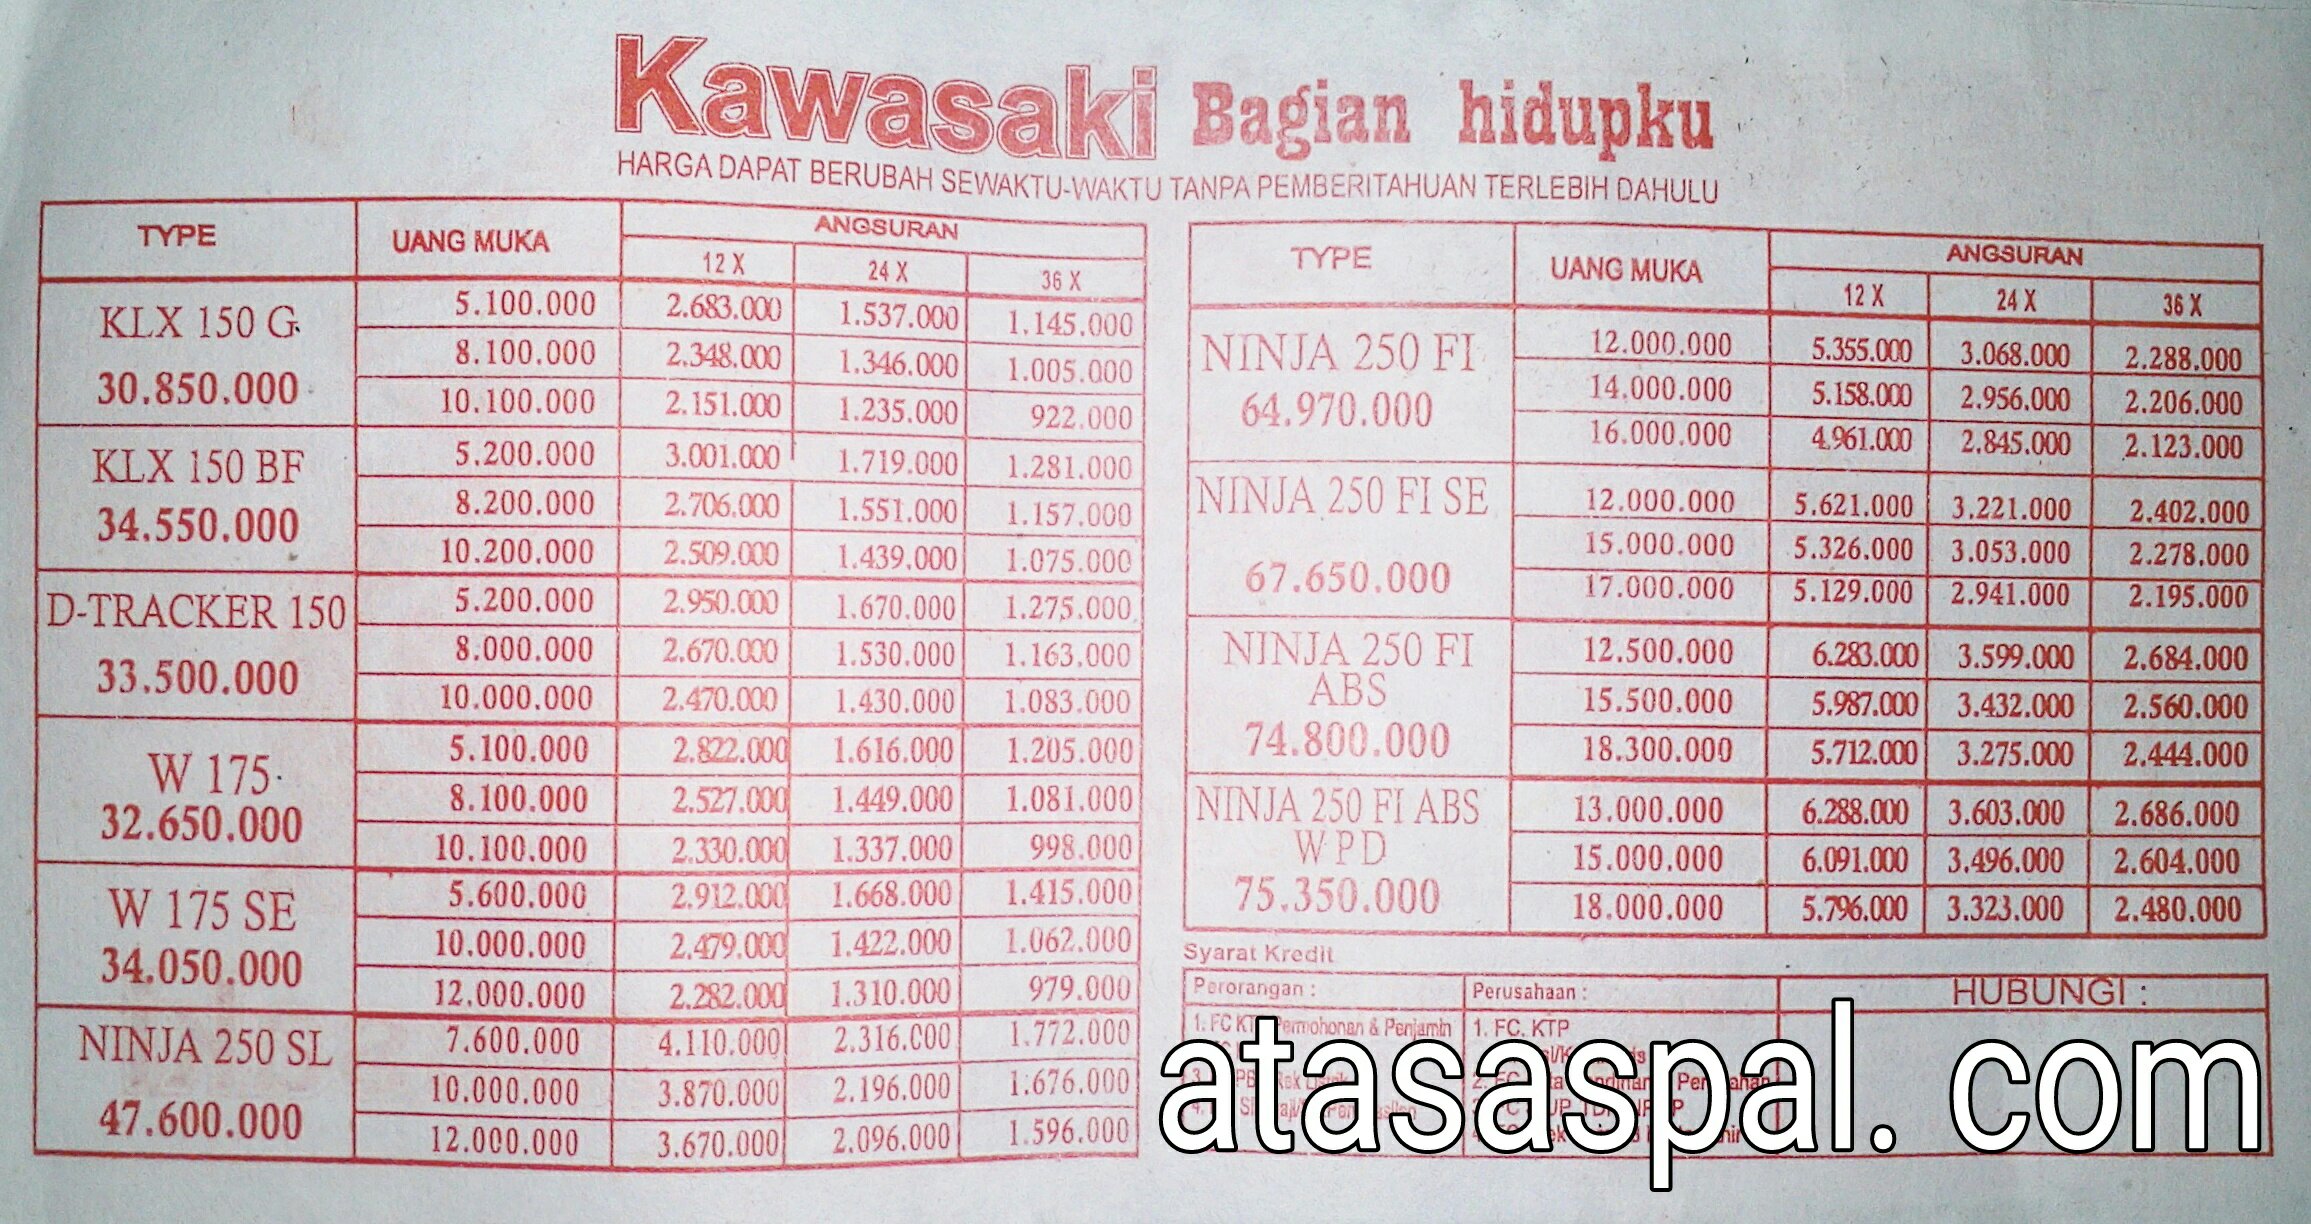 Kawasaki Bagian hidupku
HARGA DAPAT BERUBAH SEWAKTU-WAKTU TANPA PEMBERITAHUAN TERLEBIH DAHULU
TYPE UANG MUKA ANGSURAN
12 X 24 X 36 X
KLX 150 G
30.850.000
5.100.000 2.683.000 1.537.000 1.145.000
8.100.000 2.348.000 1.346.000 1.005.000
10.100.000 2.151.000 1.235.000 922.000
KLX 150 BF
34.550.000
5.200.000 3.001.000 1.719.000 1.281.000
8.200.000 2.706.000 1.551.000 1.157.000
10.200.000 2.509.000 1.439.000 1.075.000
D-TRACKER 150
33.500.000
5.200.000 2.950.000 1.670.000 1.275.000
8.000.000 2.670.000 1.530.000 1.163.000
10.000.000 2.470.000 1.430.000 1.083.000
W 175
32.650.000
5.100.000 2.822.000 1.616.000 1.205.000
8.100.000 2.527.000 1.449.000 1.081.000
10.100.000 2.330.000 1.337.000 998.000
W 175 SE
34.050.000
5.600.000 2.912.000 1.668.000 1.415.000
10.000.000 2.479.000 1.422.000 1.062.000
12.000.000 2.282.000 1.310.000 979.000
NINJA 250 SL
47.600.000
7.600.000 4.110.000 2.316.000 1.772.000
10.000.000 3.870.000 2.196.000 1.676.000
12.000.000 3.670.000 2.096.000 1.596.000
TYPE UANG MUKA ANGSURAN
12 X 24 X 36 X
NINJA 250 FI
64.970.000
12.000.000 5.355.000 3.068.000 2.288.000
14.000.000 5.158.000 2.956.000 2.206.000
16.000.000 4.961.000 2.845.000 2.123.000
NINJA 250 FI SE
67.650.000
12.000.000 5.621.000 3.221.000 2.402.000
15.000.000 5.326.000 3.053.000 2.278.000
17.000.000 5.129.000 2.941.000 2.195.000
NINJA 250 FI
ABS
74.800.000
12.500.000 6.283.000 3.599.000 2.684.000
15.500.000 5.987.000 3.432.000 2.560.000
18.300.000 5.712.000 3.275.000 2.444.000
NINJA 250 FI ABS
W P D
75.350.000
13.000.000 6.288.000 3.603.000 2.686.000
15.000.000 6.091.000 3.496.000 2.604.000
18.000.000 5.796.000 3.323.000 2.480.000
Syarat Kredit
Perorangan : Perusahaan : HUBUNGI :
1. FC Permohonan & Penjamin
1. FC. KTP
atasaspal. com